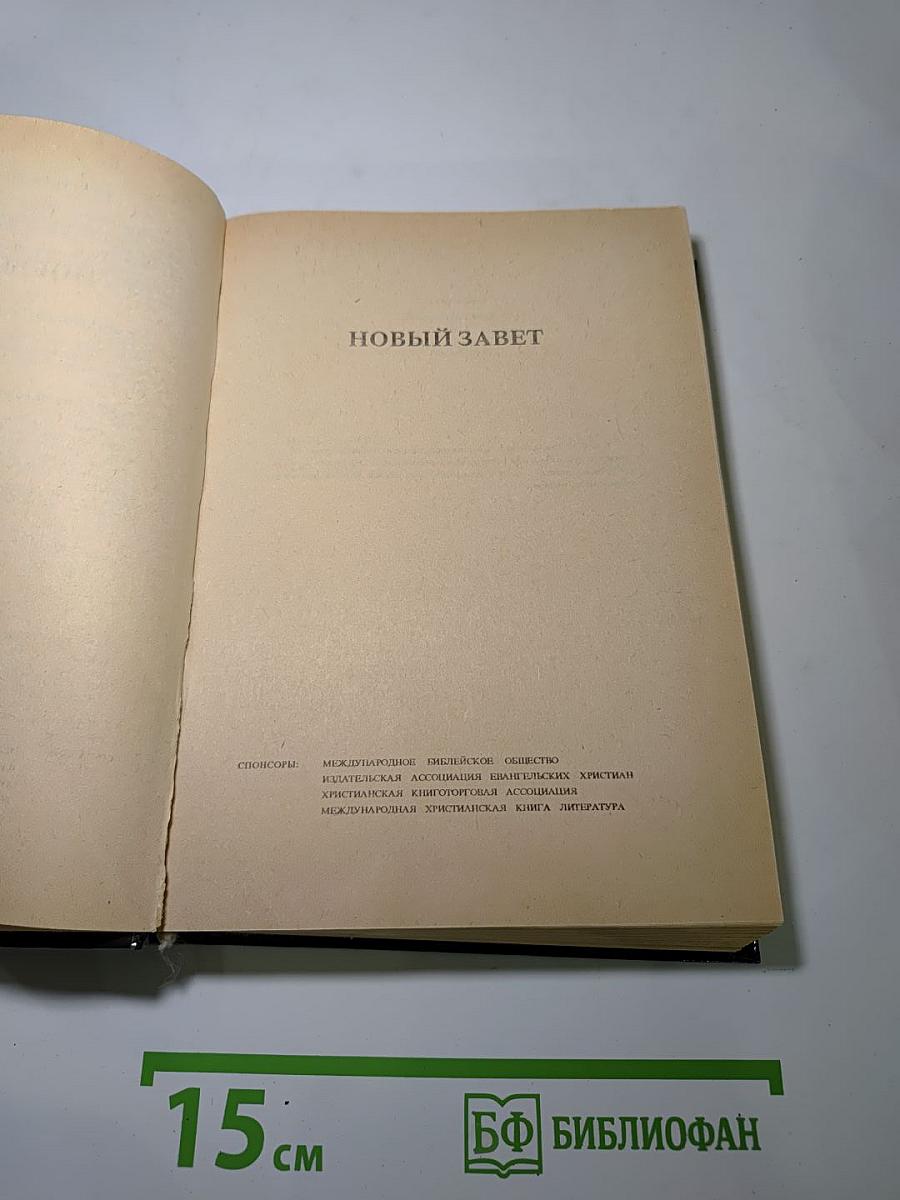 НОВЫЙ ЗАВЕТ
СПОНСОРЫ: МЕЖДУНАРОДНОЕ БИБЛЕЙСКОЕ ОБЩЕСТВО
ИЗДАТЕЛЬСКАЯ АССОЦИАЦИЯ ЕВАНГЕЛЬСКИХ ХРИСТИАН
ХРИСТИАНСКАЯ КНИГОТОРГОВАЯ АССОЦИАЦИЯ
МЕЖДУНАРОДНАЯ ХРИСТИАНСКАЯ КНИГА ЛИТЕРАТУРА
15 см
БФ БИБЛИОФАН